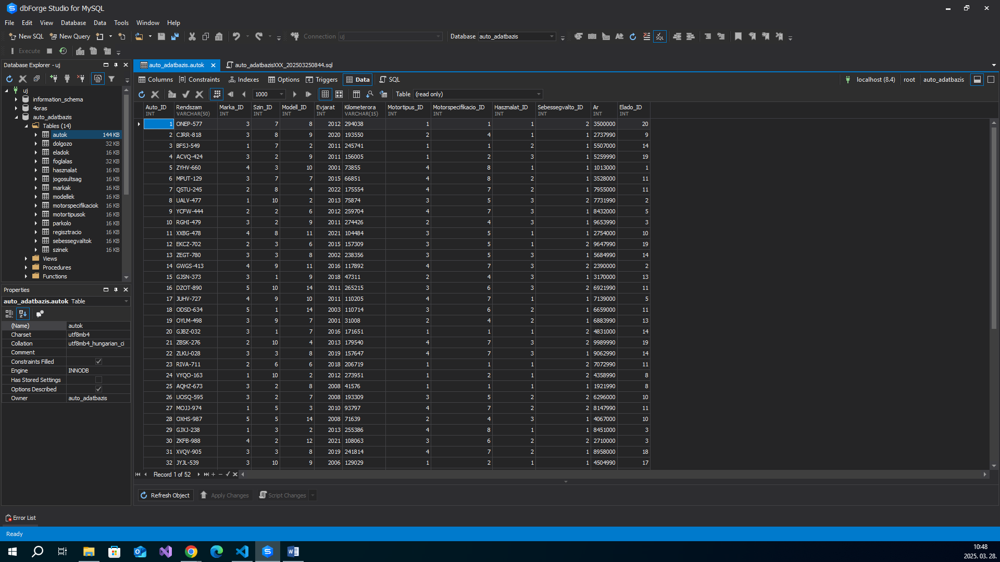 dbForge Studio for MySQL
File Edit View Database Data Tools Window Help
New SQL New Query Connection uj Database auto_adatbazis
Execute
Database Explorer - uj
auto_adatbazis.autok auto_adatbazisXXX_202503250844.sql
Columns Constraints Indexes Options Triggers Data SQL localhost (8.4) root auto_adatbazis
1000 Table (read only)
uj
information_schema
4oras
auto_adatbazis
Tables (14)
autok 144 KB
dolgozo 32 KB
eladok 16 KB
foglalas 32 KB
hasznalat 16 KB
jogosultsag 16 KB
markak 16 KB
modellek 16 KB
motorspecifikaciok 16 KB
motortipusok 16 KB
parkolo 16 KB
regisztracio 16 KB
sebessegvaltok 16 KB
szinek 16 KB
Views
Procedures
Functions
Properties
auto_adatbazis.autok Table
(Name) autok
Charset utf8mb4
Collation utf8mb4_hungarian_ci
Comment
Constraints Filled
Engine INNODB
Has Stored Settings
Options Described
Owner auto_adatbazis
Auto_ID Rendszam Marka_ID Szin_ID Modell_ID Evjarat Kilometerora Motortipus_ID Motorspecifikacio_ID Hasznalat_ID Sebessegvalto_ID Ar Elado_ID
INT VARCHAR(50) INT INT INT INT VARCHAR(15) INT INT INT INT INT INT
1 ONEP-577 3 7 8 2012 294038 1 1 1 2 3500000 20
2 CJRR-818 3 8 9 2020 193550 2 4 1 1 2737990 9
3 BFSJ-549 1 7 2 2011 245741 1 1 2 1 5507000 14
4 ACVQ-424 3 2 9 2011 156005 1 2 3 1 5259990 19
5 ZYHV-660 4 3 10 2001 73855 4 8 1 1 1013000 1
6 MPUT-129 3 7 7 2015 66851 4 8 2 1 3528000 11
7 QSTU-245 2 8 4 2022 175554 4 7 2 1 7955000 11
8 UALV-477 1 10 2 2013 75874 3 5 3 2 7731990 2
9 YCFW-444 2 2 6 2012 259704 4 7 3 1 8432000 5
10 RGHI-479 3 2 9 2011 274426 2 4 3 1 9653990 3
11 XXBG-478 4 8 11 2021 104484 3 5 1 1 2754000 10
12 EKCZ-702 2 3 6 2015 157309 3 5 1 2 9647990 19
13 ZEGT-780 3 3 8 2002 238356 3 5 3 1 5684990 14
14 GWGS-413 4 9 11 2016 117892 4 7 3 2 2390000 2
15 GJSN-373 3 1 9 2018 47311 2 4 3 1 3170000 13
16 DZOT-890 5 10 14 2011 265215 3 6 3 2 6921990 11
17 JUHV-727 4 9 10 2011 110205 4 7 1 1 7139000 5
18 ODSD-634 5 1 14 2003 110714 3 6 2 1 6659000 11
19 OYLM-498 3 9 7 2001 31008 2 4 2 1 6883990 13
20 GJBZ-032 3 1 7 2016 171651 1 1 1 2 4831000 14
21 ZBSK-276 2 10 4 2013 179540 4 7 3 2 9989990 19
22 ZLKU-028 3 3 8 2019 157647 4 7 3 1 9062990 14
23 RIVA-711 2 6 6 2018 206719 1 1 1 2 7072990 11
24 VYQO-163 1 10 2 2012 273951 1 2 1 2 4358990 8
25 AQHZ-673 3 2 8 2008 41576 1 1 1 1 1921990 8
26 UOSQ-595 3 2 7 2008 193309 3 5 2 2 6296000 10
27 MOJJ-974 1 5 3 2010 93797 4 7 2 2 8147990 11
28 OXHS-987 5 5 14 2008 71639 2 4 3 1 4067000 10
29 GJXJ-238 1 3 2 2013 255386 4 8 1 1 8451000 3
30 ZKFB-988 4 2 12 2021 108063 3 6 2 2 2710000 3
31 XVQV-905 3 3 8 2019 241814 4 7 2 1 8958000 18
32 JYJL-539 3 10 9 2006 129029 1 2 1 1 4504990 17
Record 1 of 52
Refresh Object Apply Changes Script Changes
Error List
Ready
10:48
2025. 03. 28.